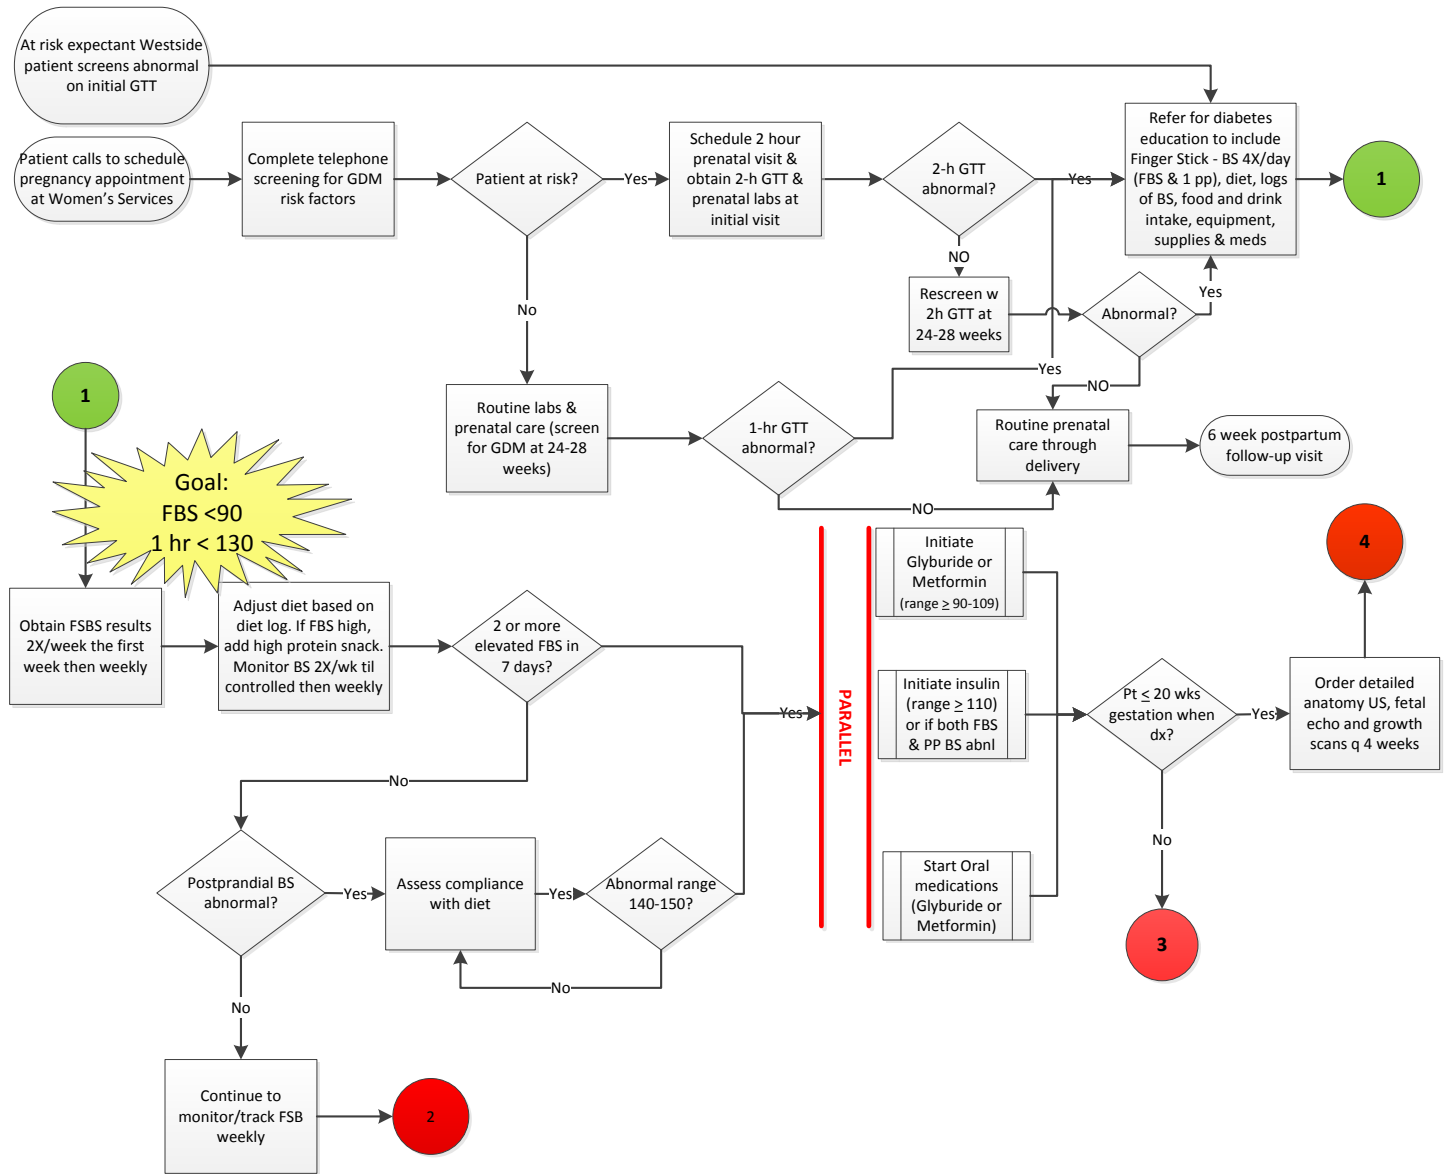 At risk expectant Westside
patient screens abnormal
on initial GTT
Patient calls to schedule
pregnancy appointment
at Women's Services
Complete telephone
screening for GDM
risk factors
Patient at risk?
Yes
Schedule 2 hour
prenatal visit &
obtain 2-h GTT &
prenatal labs at
initial visit
2-h GTT
abnormal?
Yes
Refer for diabetes
education to include
Finger Stick - BS 4X/day
(FBS & 1 pp), diet, logs
of BS, food and drink
intake, equipment,
supplies & meds
1
NO
Rescreen w
2h GTT at
24-28 weeks
Abnormal?
Yes
No
NO
Routine labs &
prenatal care (screen
for GDM at 24-28
weeks)
1-hr GTT
abnormal?
Yes
NO
Routine prenatal
care through
delivery
6 week postpartum
follow-up visit
1
Goal:
FBS <90
1 hr < 130
Obtain FSBS results
2X/week the first
week then weekly
Adjust diet based on
diet log. If FBS high,
add high protein snack.
Monitor BS 2X/wk til
controlled then weekly
2 or more
elevated FBS in
7 days?
Yes
No
Postprandial BS
abnormal?
Yes
Assess compliance
with diet
Yes
Abnormal range
140-150?
No
No
Continue to
monitor/track FSB
weekly
2
PARALLEL
Initiate
Glyburide or
Metformin
(range ≥ 90-109)
Initiate insulin
(range ≥ 110)
or if both FBS
& PP BS abnl
Start Oral
medications
(Glyburide or
Metformin)
Pt ≤ 20 wks
gestation when
dx?
Yes
Order detailed
anatomy US, fetal
echo and growth
scans q 4 weeks
4
No
3